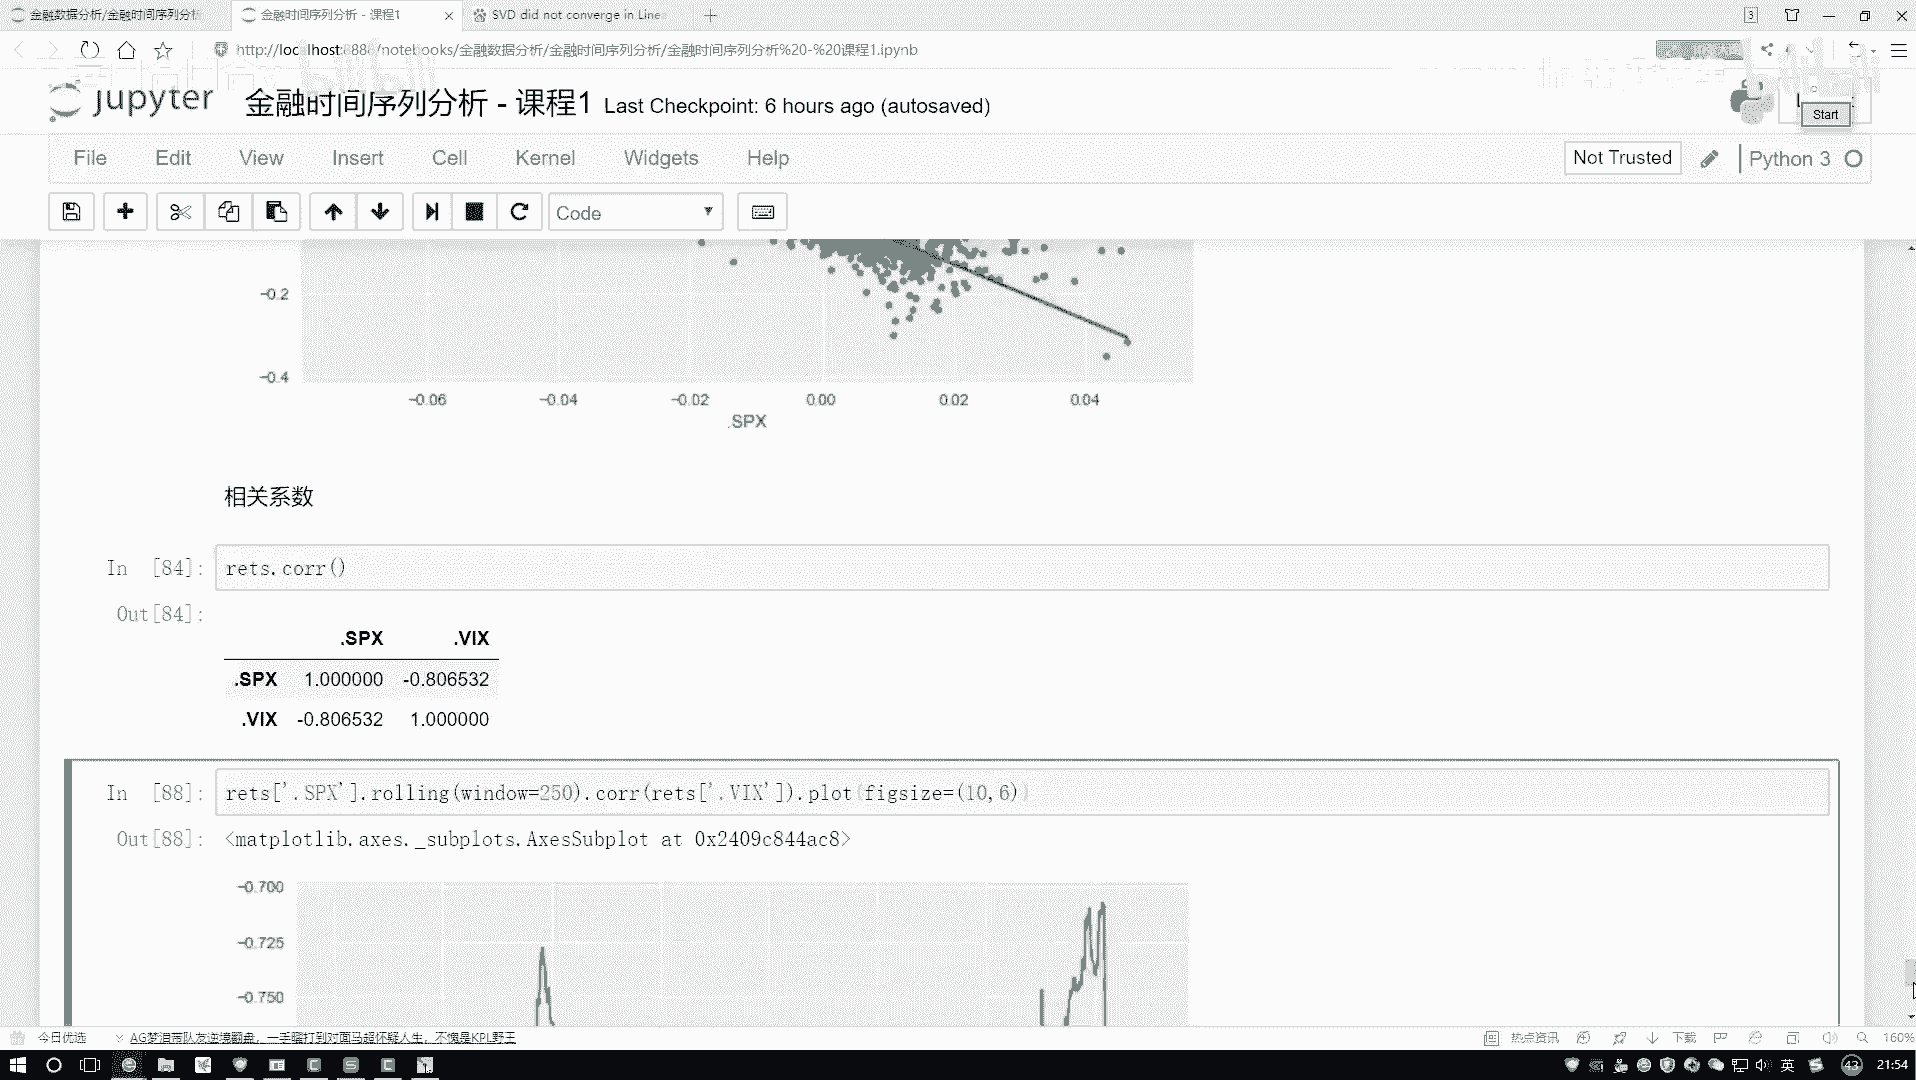 金融数据分析/金融时间序列分析
金融时间序列分析 - 课程1
SVD did not converge in Linea
3
http://localhost:8888/notebooks/金融数据分析/金融时间序列分析/金融时间序列分析%20-%20课程1.ipynb
jupyter 金融时间序列分析 - 课程1 Last Checkpoint: 6 hours ago (autosaved)
Start
File Edit View Insert Cell Kernel Widgets Help
Not Trusted Python 3
Code
-0.2
-0.4
-0.06 -0.04 -0.02 0.00 0.02 0.04
.SPX
相关系数
In [84]: rets.corr()
Out[84]:
.SPX .VIX
.SPX 1.000000 -0.806532
.VIX -0.806532 1.000000
In [88]: rets['.SPX'].rolling(window=250).corr(rets['.VIX']).plot(figsize=(10,6))
Out[88]: <matplotlib.axes._subplots.AxesSubplot at 0x2409c844ac8>
-0.700
-0.725
-0.750
今日优选 AG梦泪带队友逆境翻盘，一手曜打到对面马超怀疑人生，不愧是KPL野王
热点资讯 下载 160%
英 43 21:54